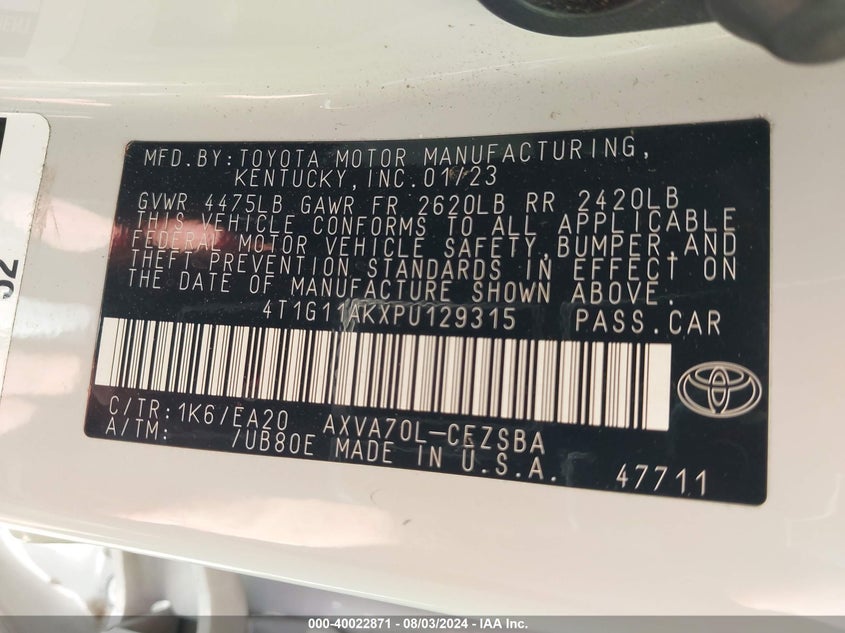 MFD.BY:TOYOTA MOTOR MANUFACTURING,
KENTUCKY,INC.01/23
GVWR 4475LB GAWR FR 2620LB RR 2420LB
THIS VEHICLE CONFORMS TO ALL APPLICABLE
FEDERAL MOTOR VEHICLE SAFETY,BUMPER,AND
THEFT PREVENTION STANDARDS IN EFFECT ON
THE DATE OF MANUFACTURE SHOWN ABOVE.
4T1G11AKXPU129315 PASS.CAR
C/TR:1K6/EA20 AXVA70L-CEZSBA
A/TM: /UB80E MADE IN U.S.A.
47711
52
000-40022871 - 08/03/2024 - IAA Inc.